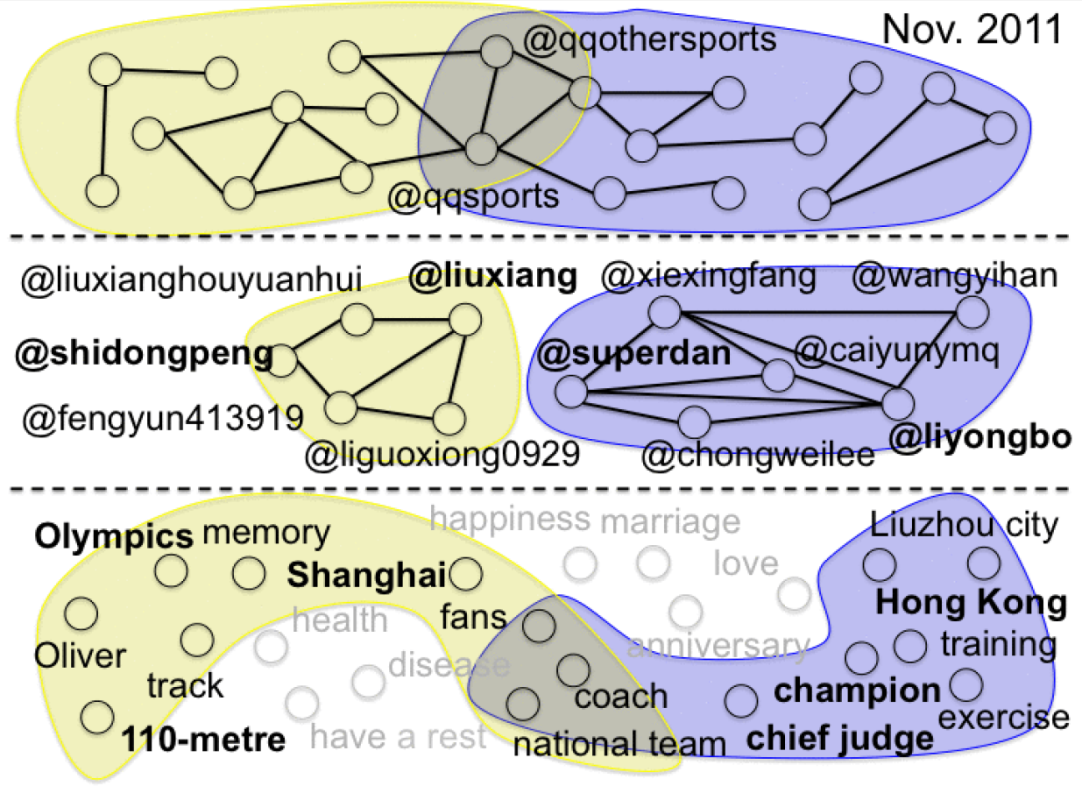 Nov. 2011
@qqothersports
@qqsports
@liuxianghouyuanhui @liuxiang @xiexingfang @wangyihan
@shidongpeng @superdan @caiyunymq
@fengyun413919 @liyongbo
@liguoxiong0929 @chongweilee
happiness marriage Liuzhou city
Olympics memory
love
Shanghai
Hong Kong
health fans
anniversary training
Oliver disease
track coach champion
exercise
110-metre have a rest national team chief judge